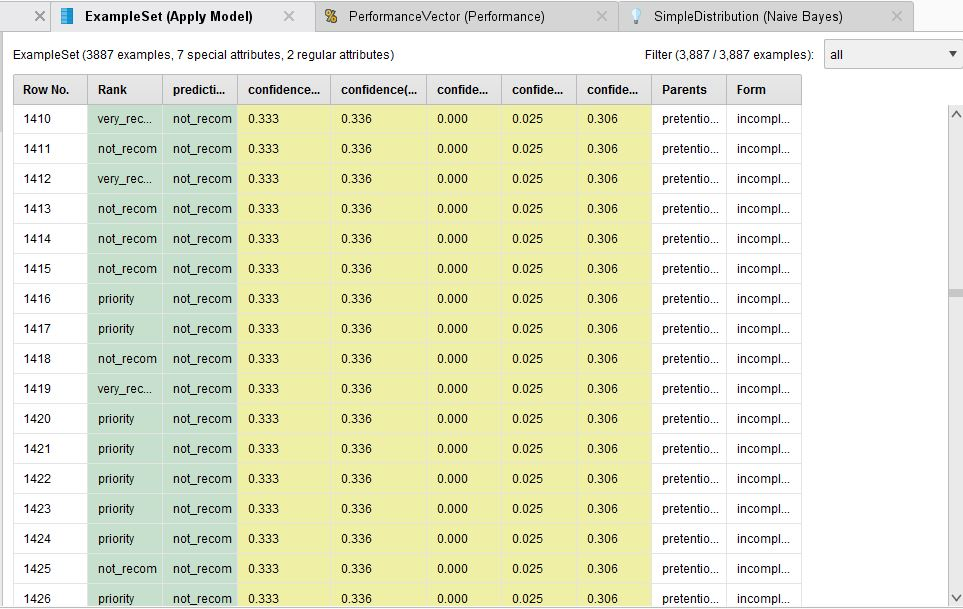 ExampleSet (Apply Model) PerformanceVector (Performance) SimpleDistribution (Naive Bayes)
ExampleSet (3887 examples, 7 special attributes, 2 regular attributes) Filter (3,887 / 3,887 examples): all
Row No. Rank predicti... confidence... confidence(... confide... confide... confide... Parents Form
1410 very_rec... not_recom 0.333 0.336 0.000 0.025 0.306 pretentio... incompl...
1411 not_recom not_recom 0.333 0.336 0.000 0.025 0.306 pretentio... incompl...
1412 very_rec... not_recom 0.333 0.336 0.000 0.025 0.306 pretentio... incompl...
1413 not_recom not_recom 0.333 0.336 0.000 0.025 0.306 pretentio... incompl...
1414 not_recom not_recom 0.333 0.336 0.000 0.025 0.306 pretentio... incompl...
1415 not_recom not_recom 0.333 0.336 0.000 0.025 0.306 pretentio... incompl...
1416 priority not_recom 0.333 0.336 0.000 0.025 0.306 pretentio... incompl...
1417 priority not_recom 0.333 0.336 0.000 0.025 0.306 pretentio... incompl...
1418 not_recom not_recom 0.333 0.336 0.000 0.025 0.306 pretentio... incompl...
1419 very_rec... not_recom 0.333 0.336 0.000 0.025 0.306 pretentio... incompl...
1420 priority not_recom 0.333 0.336 0.000 0.025 0.306 pretentio... incompl...
1421 priority not_recom 0.333 0.336 0.000 0.025 0.306 pretentio... incompl...
1422 priority not_recom 0.333 0.336 0.000 0.025 0.306 pretentio... incompl...
1423 priority not_recom 0.333 0.336 0.000 0.025 0.306 pretentio... incompl...
1424 priority not_recom 0.333 0.336 0.000 0.025 0.306 pretentio... incompl...
1425 not_recom not_recom 0.333 0.336 0.000 0.025 0.306 pretentio... incompl...
1426 priority not_recom 0.333 0.336 0.000 0.025 0.306 pretentio... incompl...